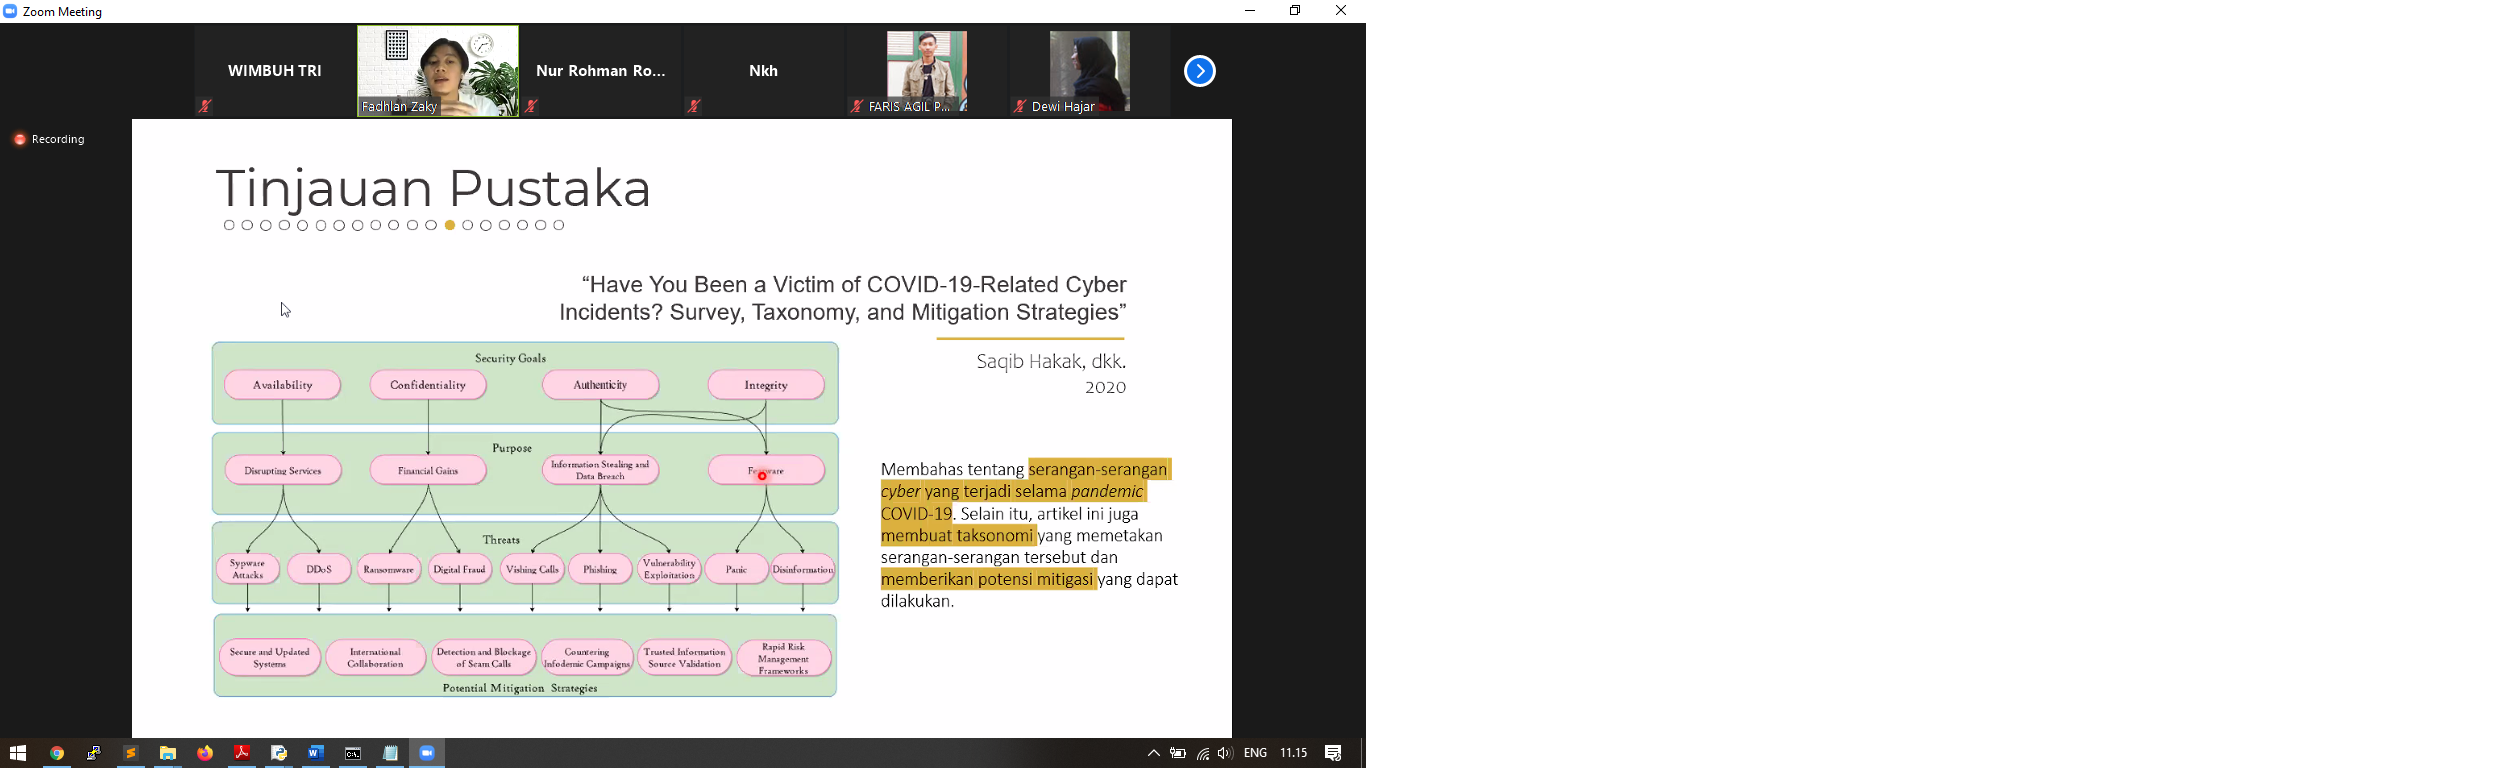 Zoom Meeting
WIMBUH TRI
Nur Rohman Ro...
Nkh
Fadhlan Zaky
FARIS AGIL P...
Dewi Hajar
Recording
Tinjauan Pustaka
“Have You Been a Victim of COVID-19-Related Cyber
Incidents? Survey, Taxonomy, and Mitigation Strategies”
Saqib Hakak, dkk.
2020
Security Goals
Availability
Confidentiality
Authenticity
Integrity
Purpose
Disrupting Services
Financial Gains
Information Stealing and
Data Breach
Threats
Sypware
Attacks
DDoS
Ransomware
Digital Fraud
Vishing Calls
Phishing
Vulnerability
Exploitation
Panic
Disinformation
Secure and Updated
Systems
International
Collaboration
Detection and Blockage
of Scam Calls
Countering
Infodemic Campaigns
Trusted Information
Source Validation
Rapid Risk
Management
Frameworks
Potential Mitigation Strategies
Membahas tentang serangan-serangan
cyber yang terjadi selama pandemic
COVID-19. Selain itu, artikel ini juga
membuat taksonomi yang memetakan
serangan-serangan tersebut dan
memberikan potensi mitigasi yang dapat
dilakukan.
ENG
11.15